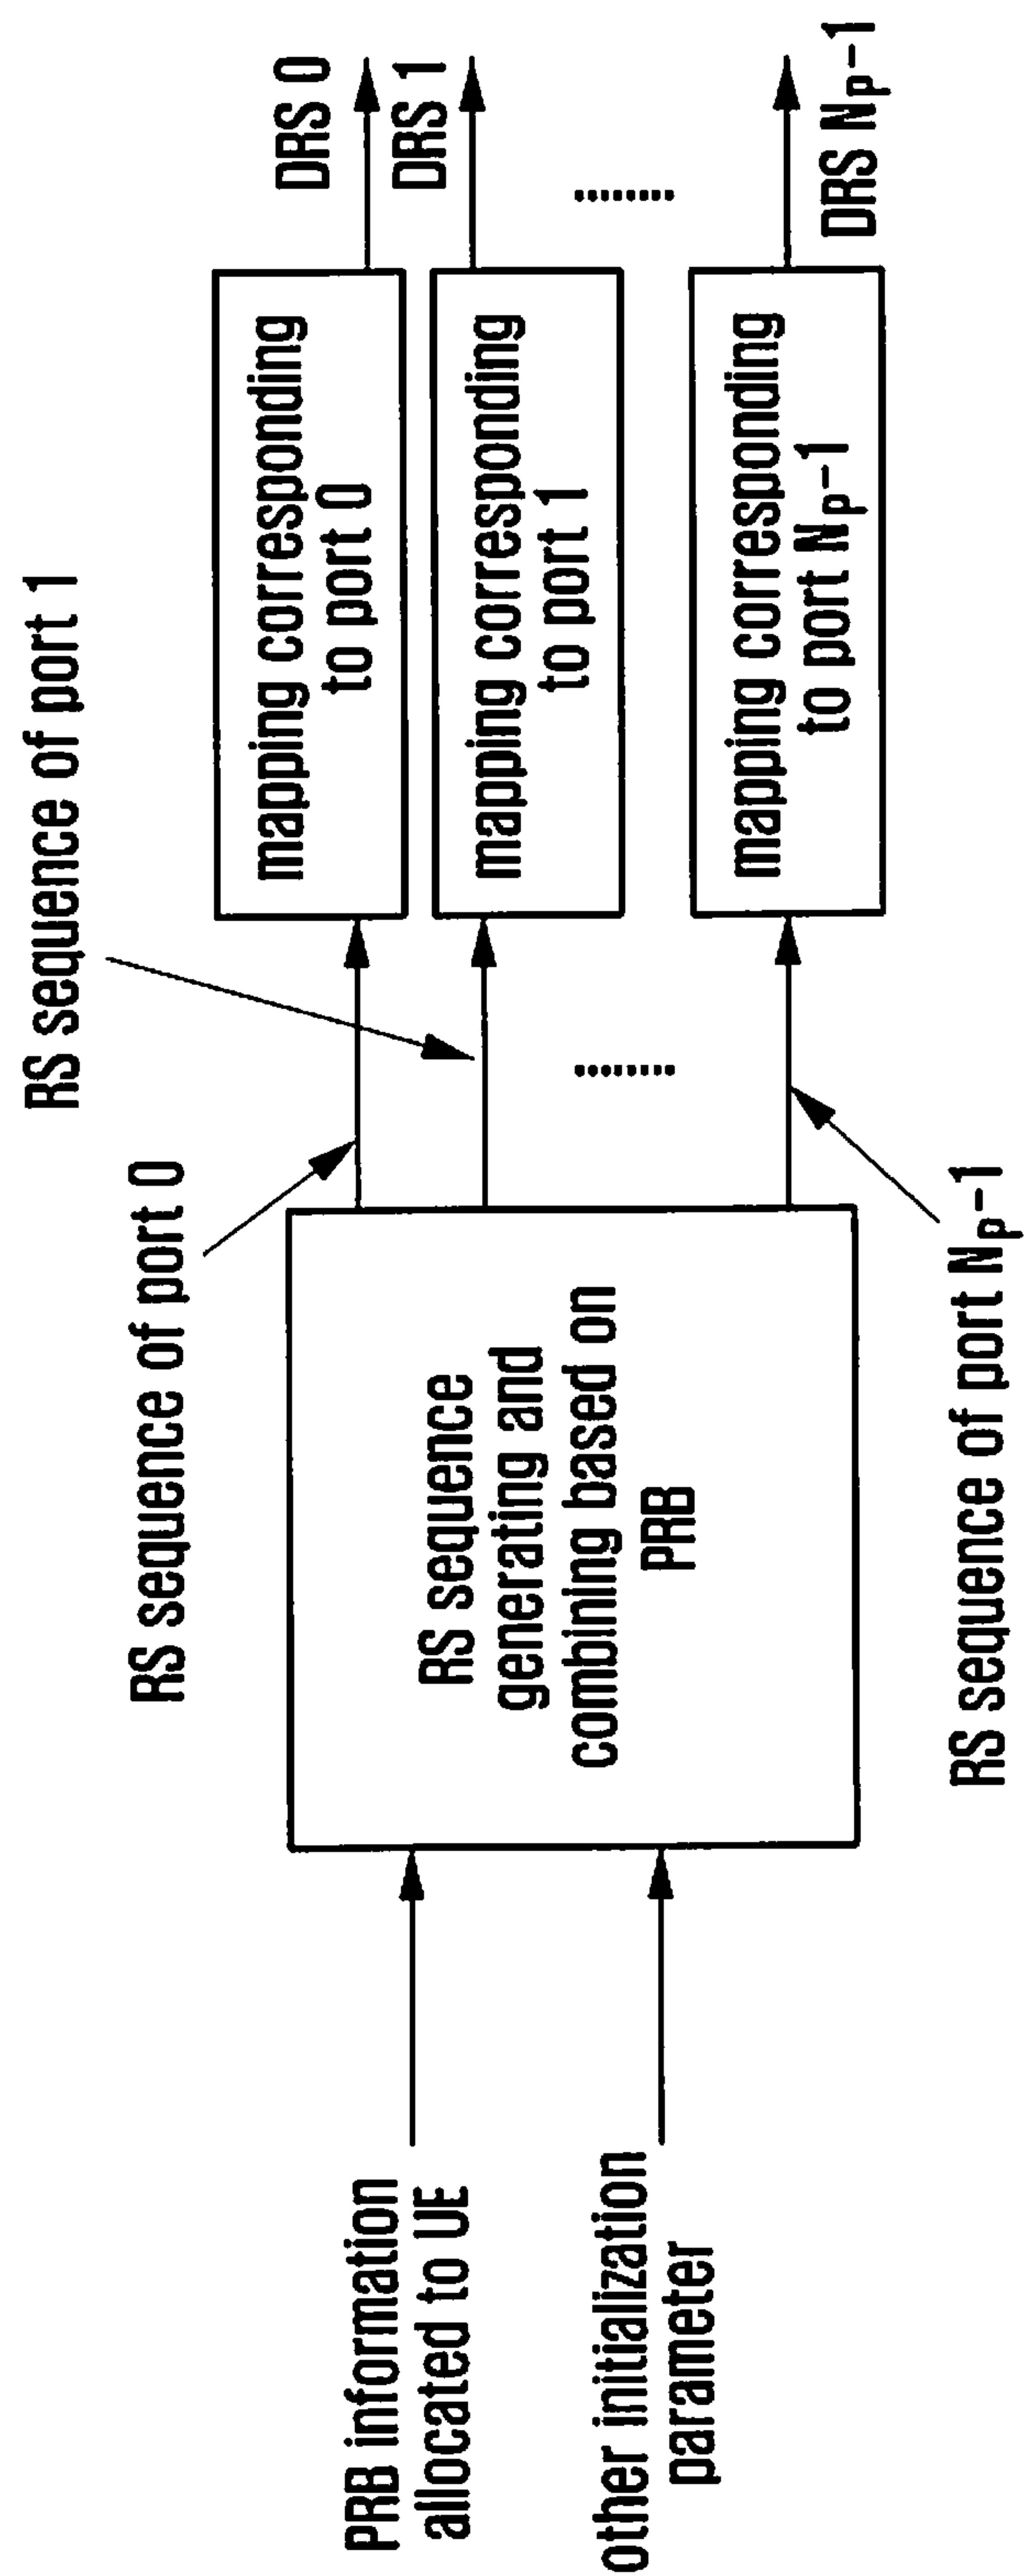 PRB information
allocated to UE
other initialization
parameter
RS sequence
generating and
combining based on
PRB
RS sequence of port 0
RS sequence of port 1
RS sequence of port Np-1
........
mapping corresponding
to port 0
mapping corresponding
to port 1
mapping corresponding
to port Np-1
DRS 0
DRS 1
........
DRS Np-1